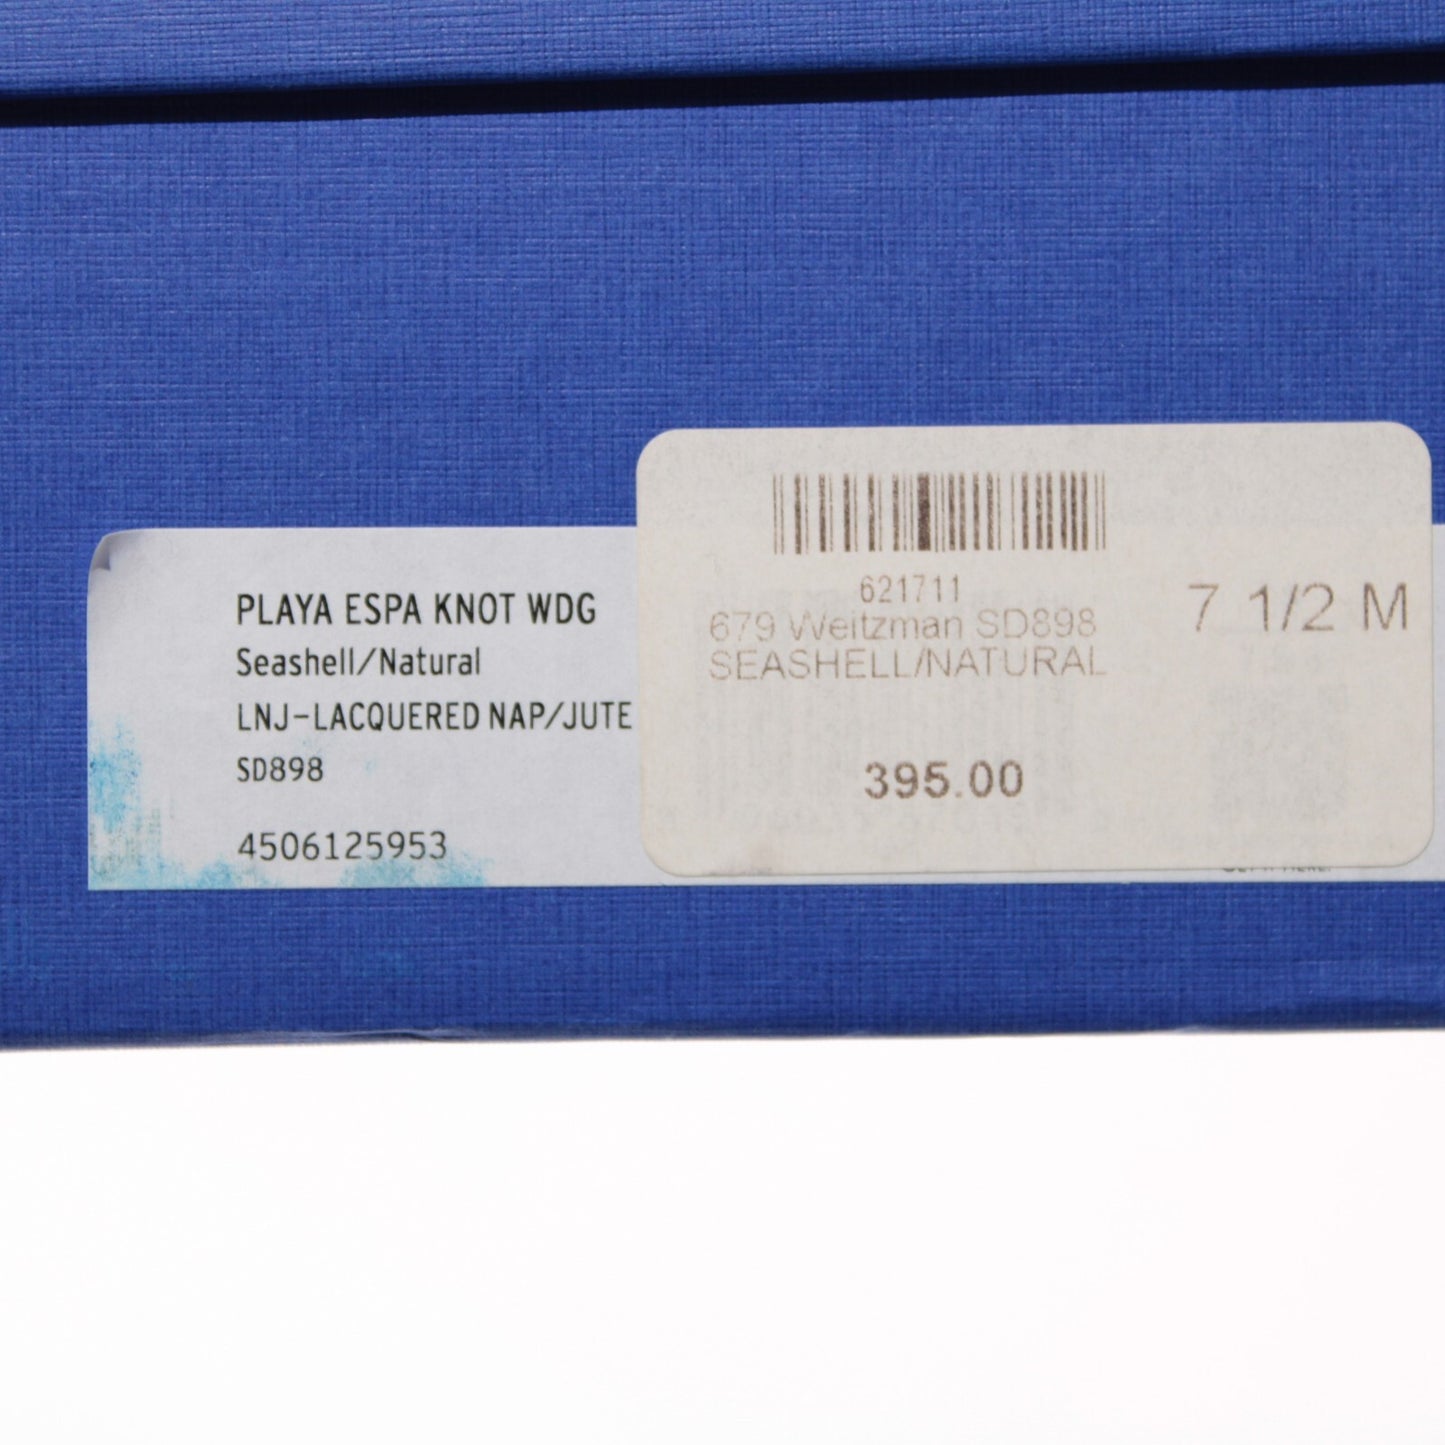 PLAYA ESPA KNOT WDG
Seashell/Natural
LNJ-LACQUERED NAP/JUTE
SD898
4506125953
621711
679 Weitzman SD898
SEASHELL/NATURAL
7 1/2 M
395.00